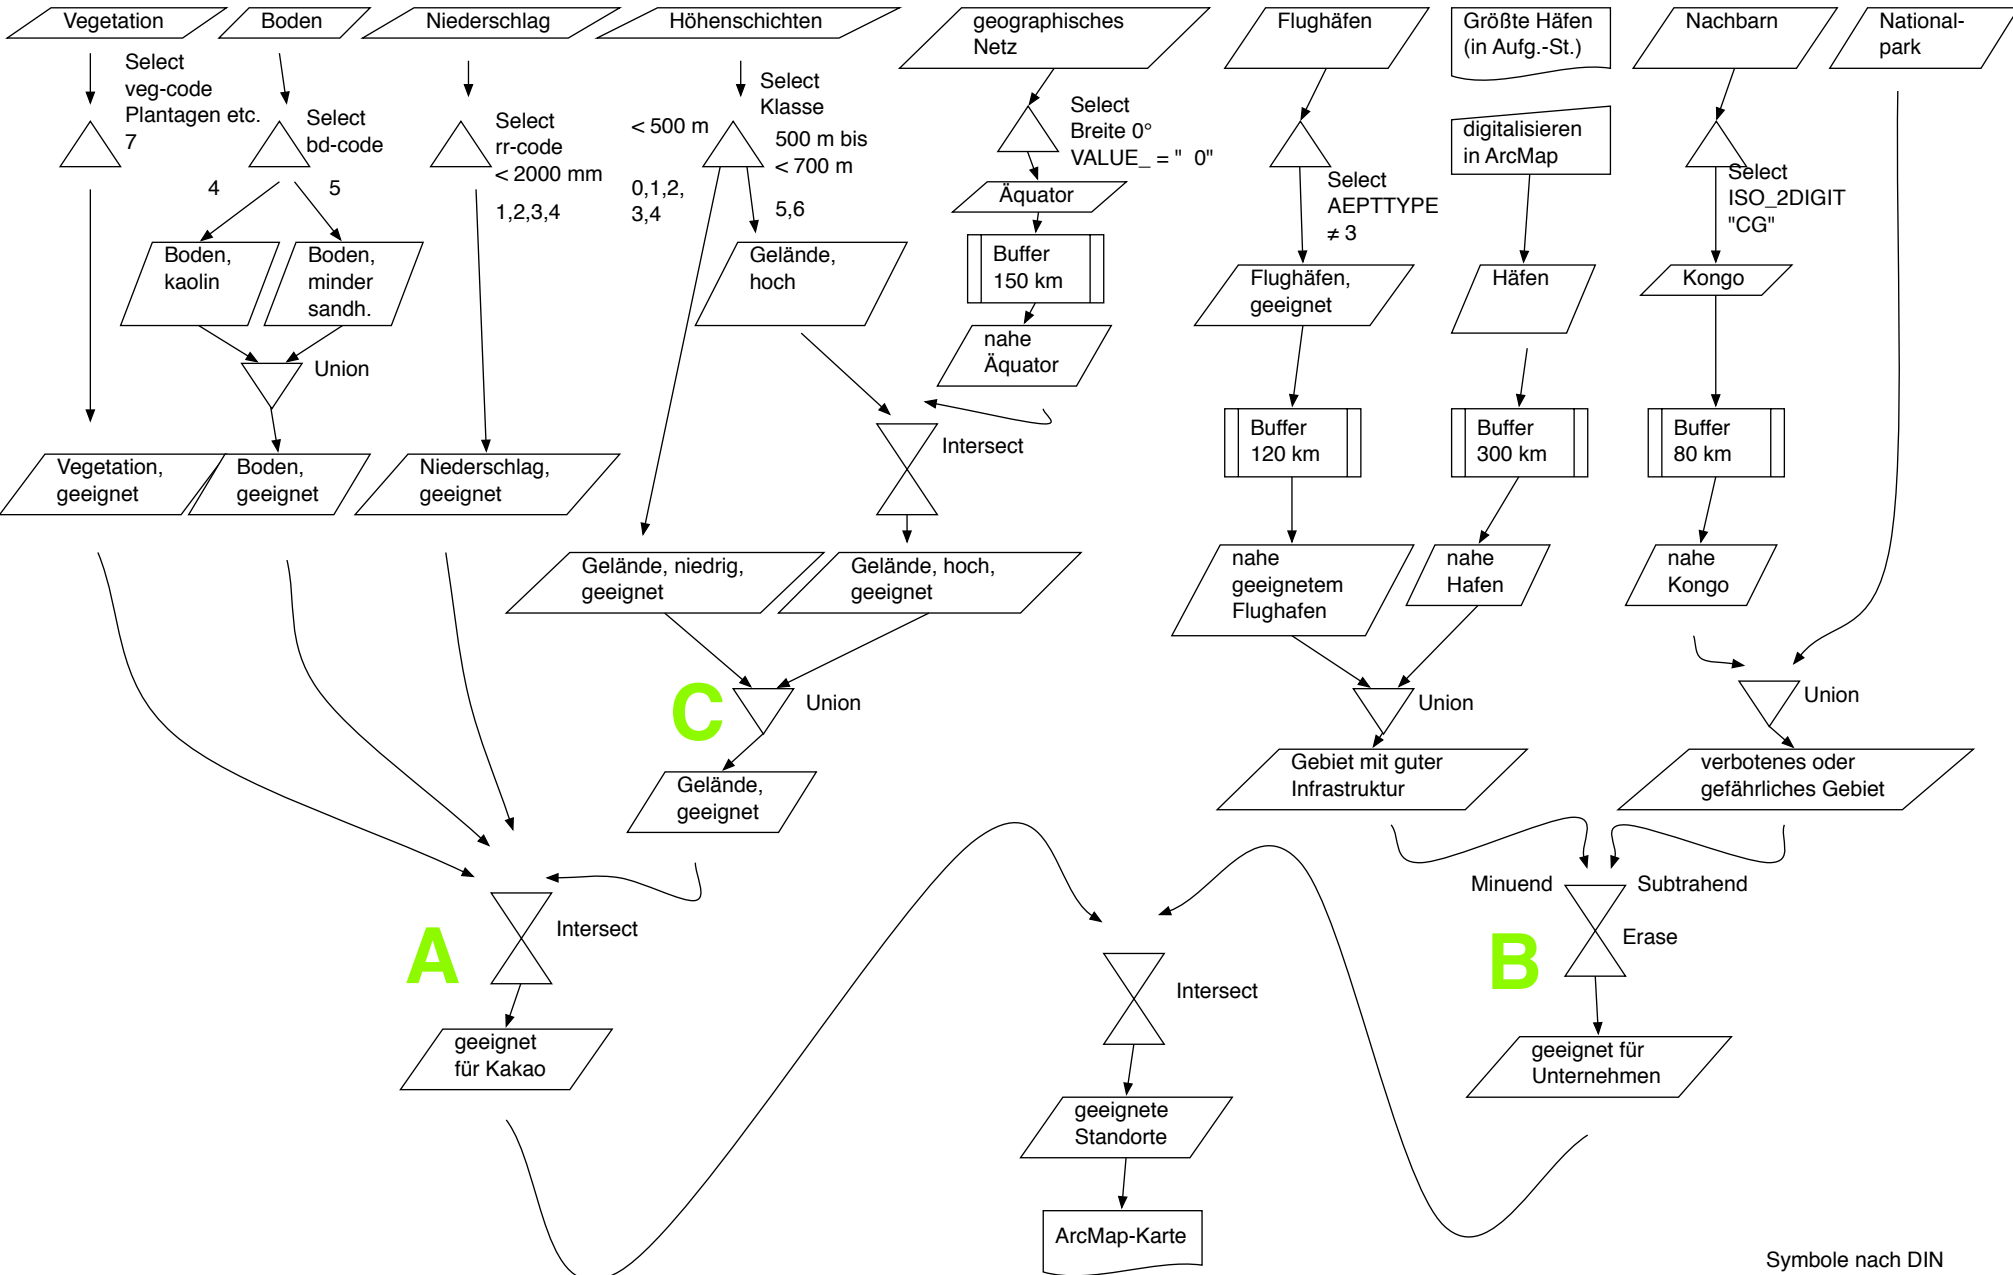 Vegetation
Boden
Niederschlag
Höhenschichten
geographisches
Netz
Flughäfen
Größte Häfen
(in Aufg.-St.)
Nachbarn
National-
park
Select
veg-code
Plantagen etc.
7
Select
bd-code
4
5
Select
rr-code
< 2000 mm
1,2,3,4
Select
Klasse
< 500 m
500 m bis
< 700 m
0,1,2,
3,4
5,6
Select
Breite 0°
VALUE_ = "  0"
Äquator
Select
AEPTTYPE
≠ 3
digitalisieren
in ArcMap
Select
ISO_2DIGIT
"CG"
Boden,
kaolin
Boden,
minder
sandh.
Gelände,
hoch
Buffer
150 km
Flughäfen,
geeignet
Häfen
Kongo
nahe
Äquator
Union
Intersect
Buffer
120 km
Buffer
300 km
Buffer
80 km
Vegetation,
geeignet
Boden,
geeignet
Niederschlag,
geeignet
Gelände, niedrig,
geeignet
Gelände, hoch,
geeignet
nahe
geeignetem
Flughafen
nahe
Hafen
nahe
Kongo
C
Union
Union
Union
Gelände,
geeignet
Gebiet mit guter
Infrastruktur
verbotenes oder
gefährliches Gebiet
Minuend
Subtrahend
A
Intersect
Intersect
B
Erase
geeignet
für Kakao
geeignet für
Unternehmen
geeignete
Standorte
ArcMap-Karte
Symbole nach DIN